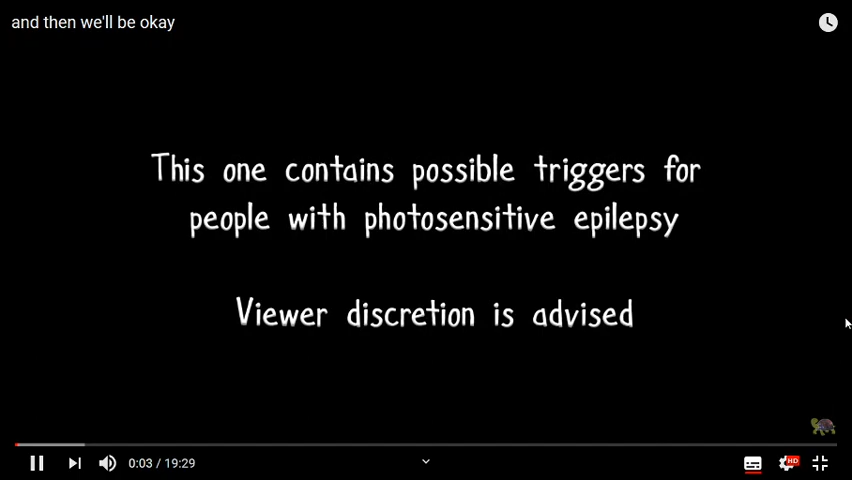 and then we'll be okay
This one contains possible triggers for
people with photosensitive epilepsy
Viewer discretion is advised
0:03 / 19:29
HD